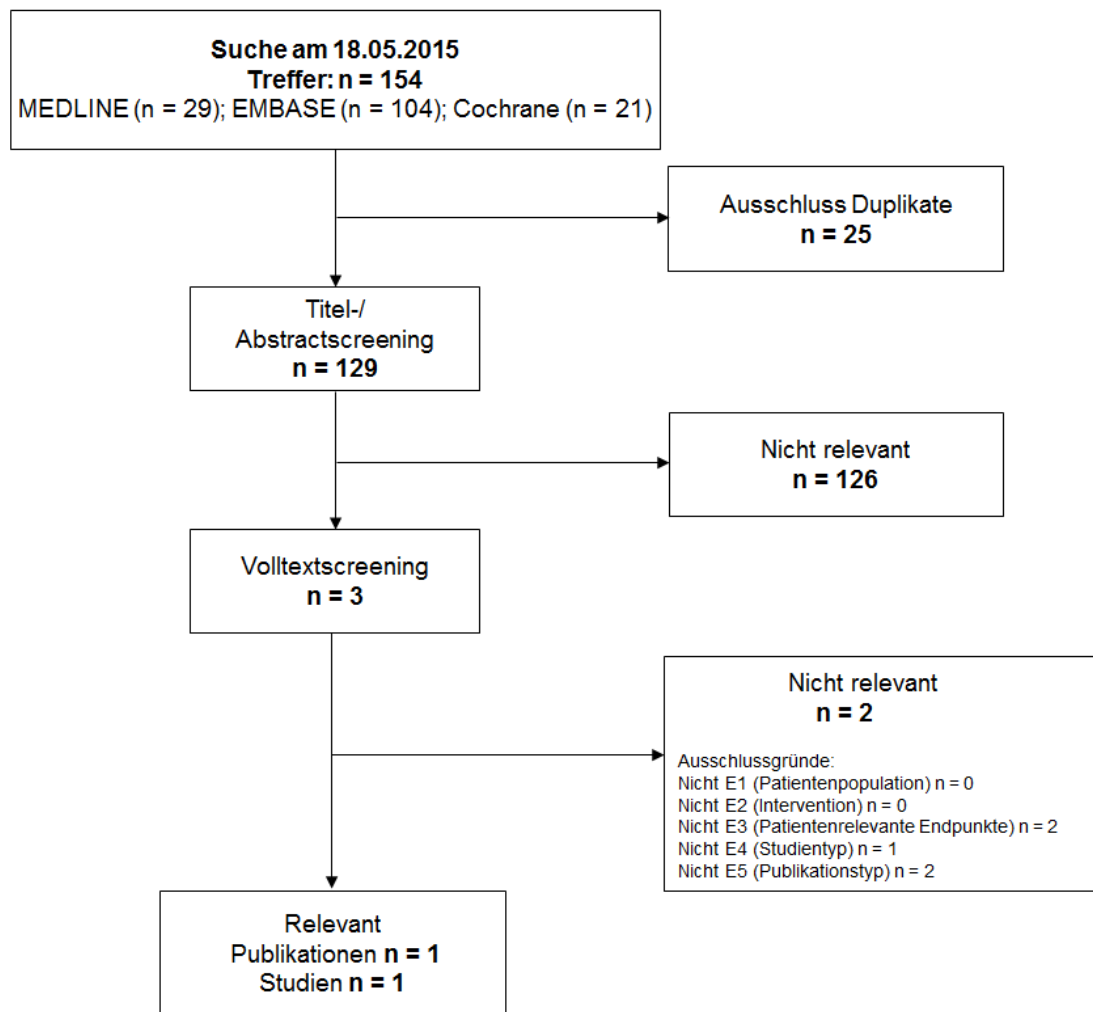 Suche am 18.05.2015
Treffer: n = 154
MEDLINE (n = 29); EMBASE (n = 104); Cochrane (n = 21)
Ausschluss Duplikate
n = 25
Titel-/
Abstractscreening
n = 129
Nicht relevant
n = 126
Volltextscreening
n = 3
Nicht relevant
n = 2
Ausschlussgründe:
Nicht E1 (Patientenpopulation) n = 0
Nicht E2 (Intervention) n = 0
Nicht E3 (Patientenrelevante Endpunkte) n = 2
Nicht E4 (Studientyp) n = 1
Nicht E5 (Publikationstyp) n = 2
Relevant
Publikationen n = 1
Studien n = 1